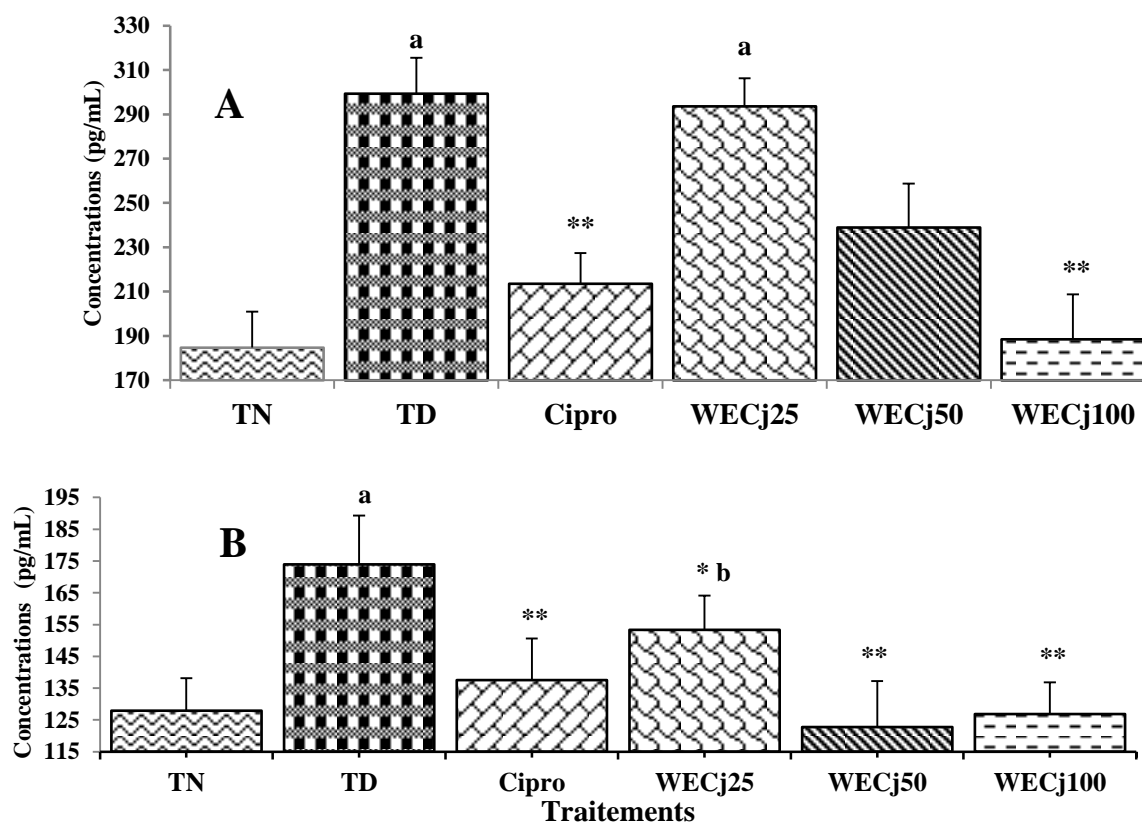 330
310
290
270
250
230
210
190
170
Concentrations (pg/mL)
A
a
**
a
**
TN TD Cipro WECj25 WECj50 WECj100
195
185
175
165
155
145
135
125
115
Concentrations (pg/mL)
B
a
**
* b
**
**
TN TD Cipro WECj25 WECj50 WECj100
Traitements